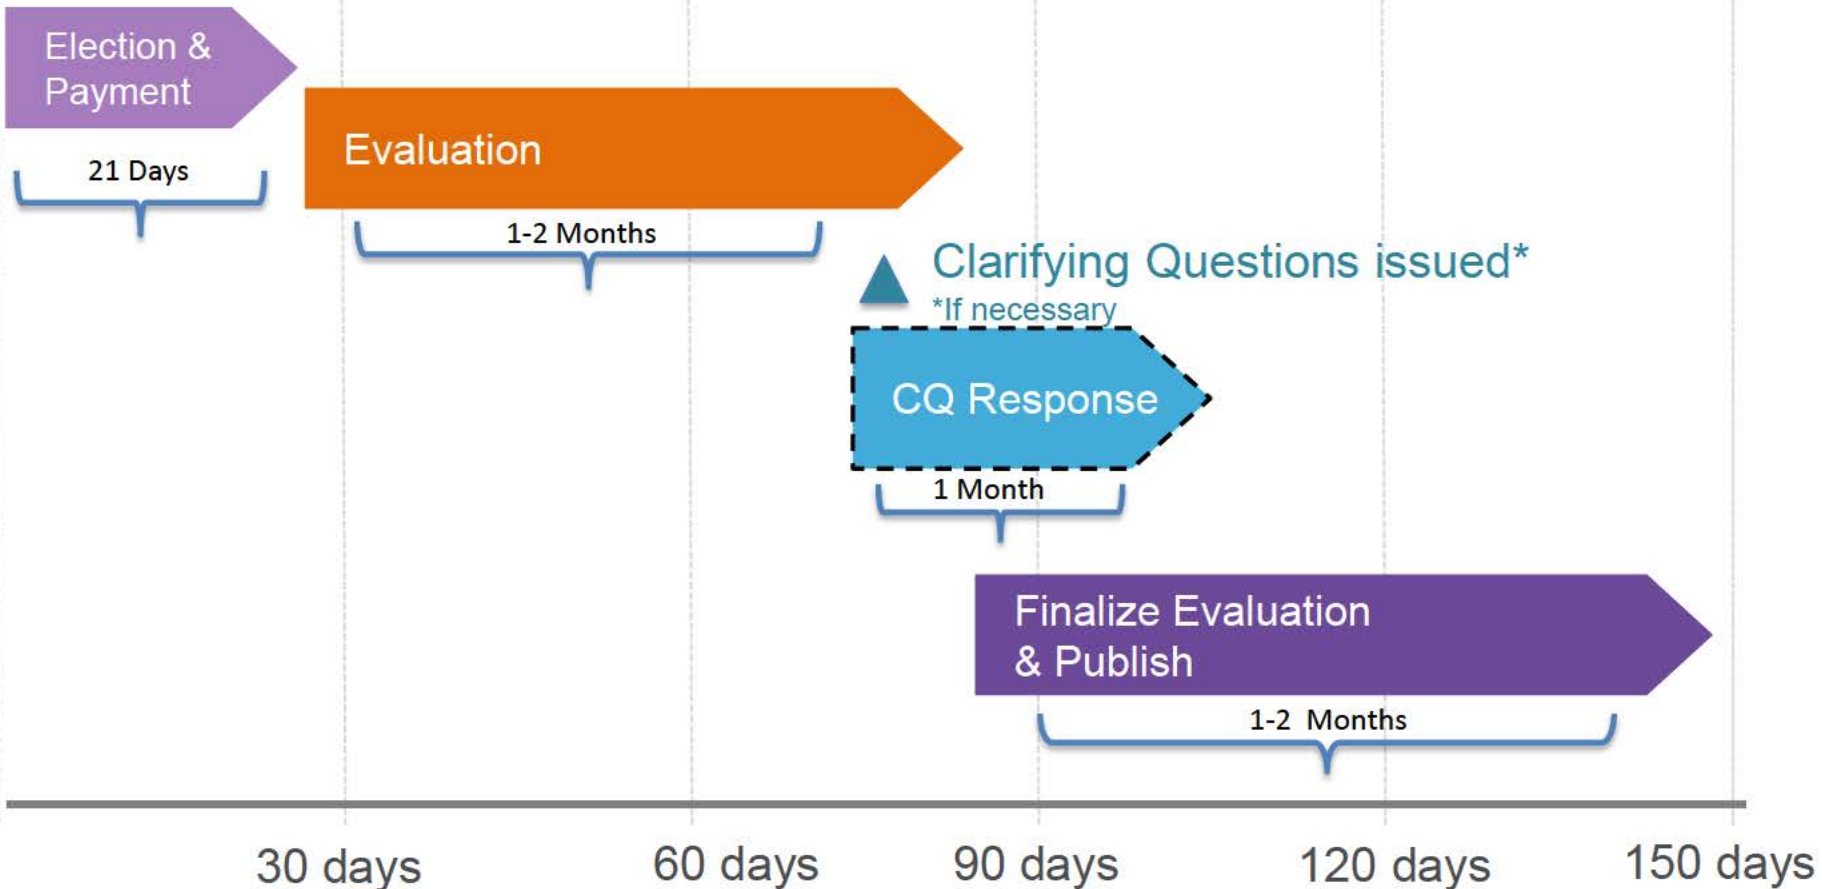 Election &
Payment
21 Days
Evaluation
1-2 Months
Clarifying Questions issued*
*If necessary
CQ Response
1 Month
Finalize Evaluation
& Publish
1-2  Months
30 days
60 days
90 days
120 days
150 days